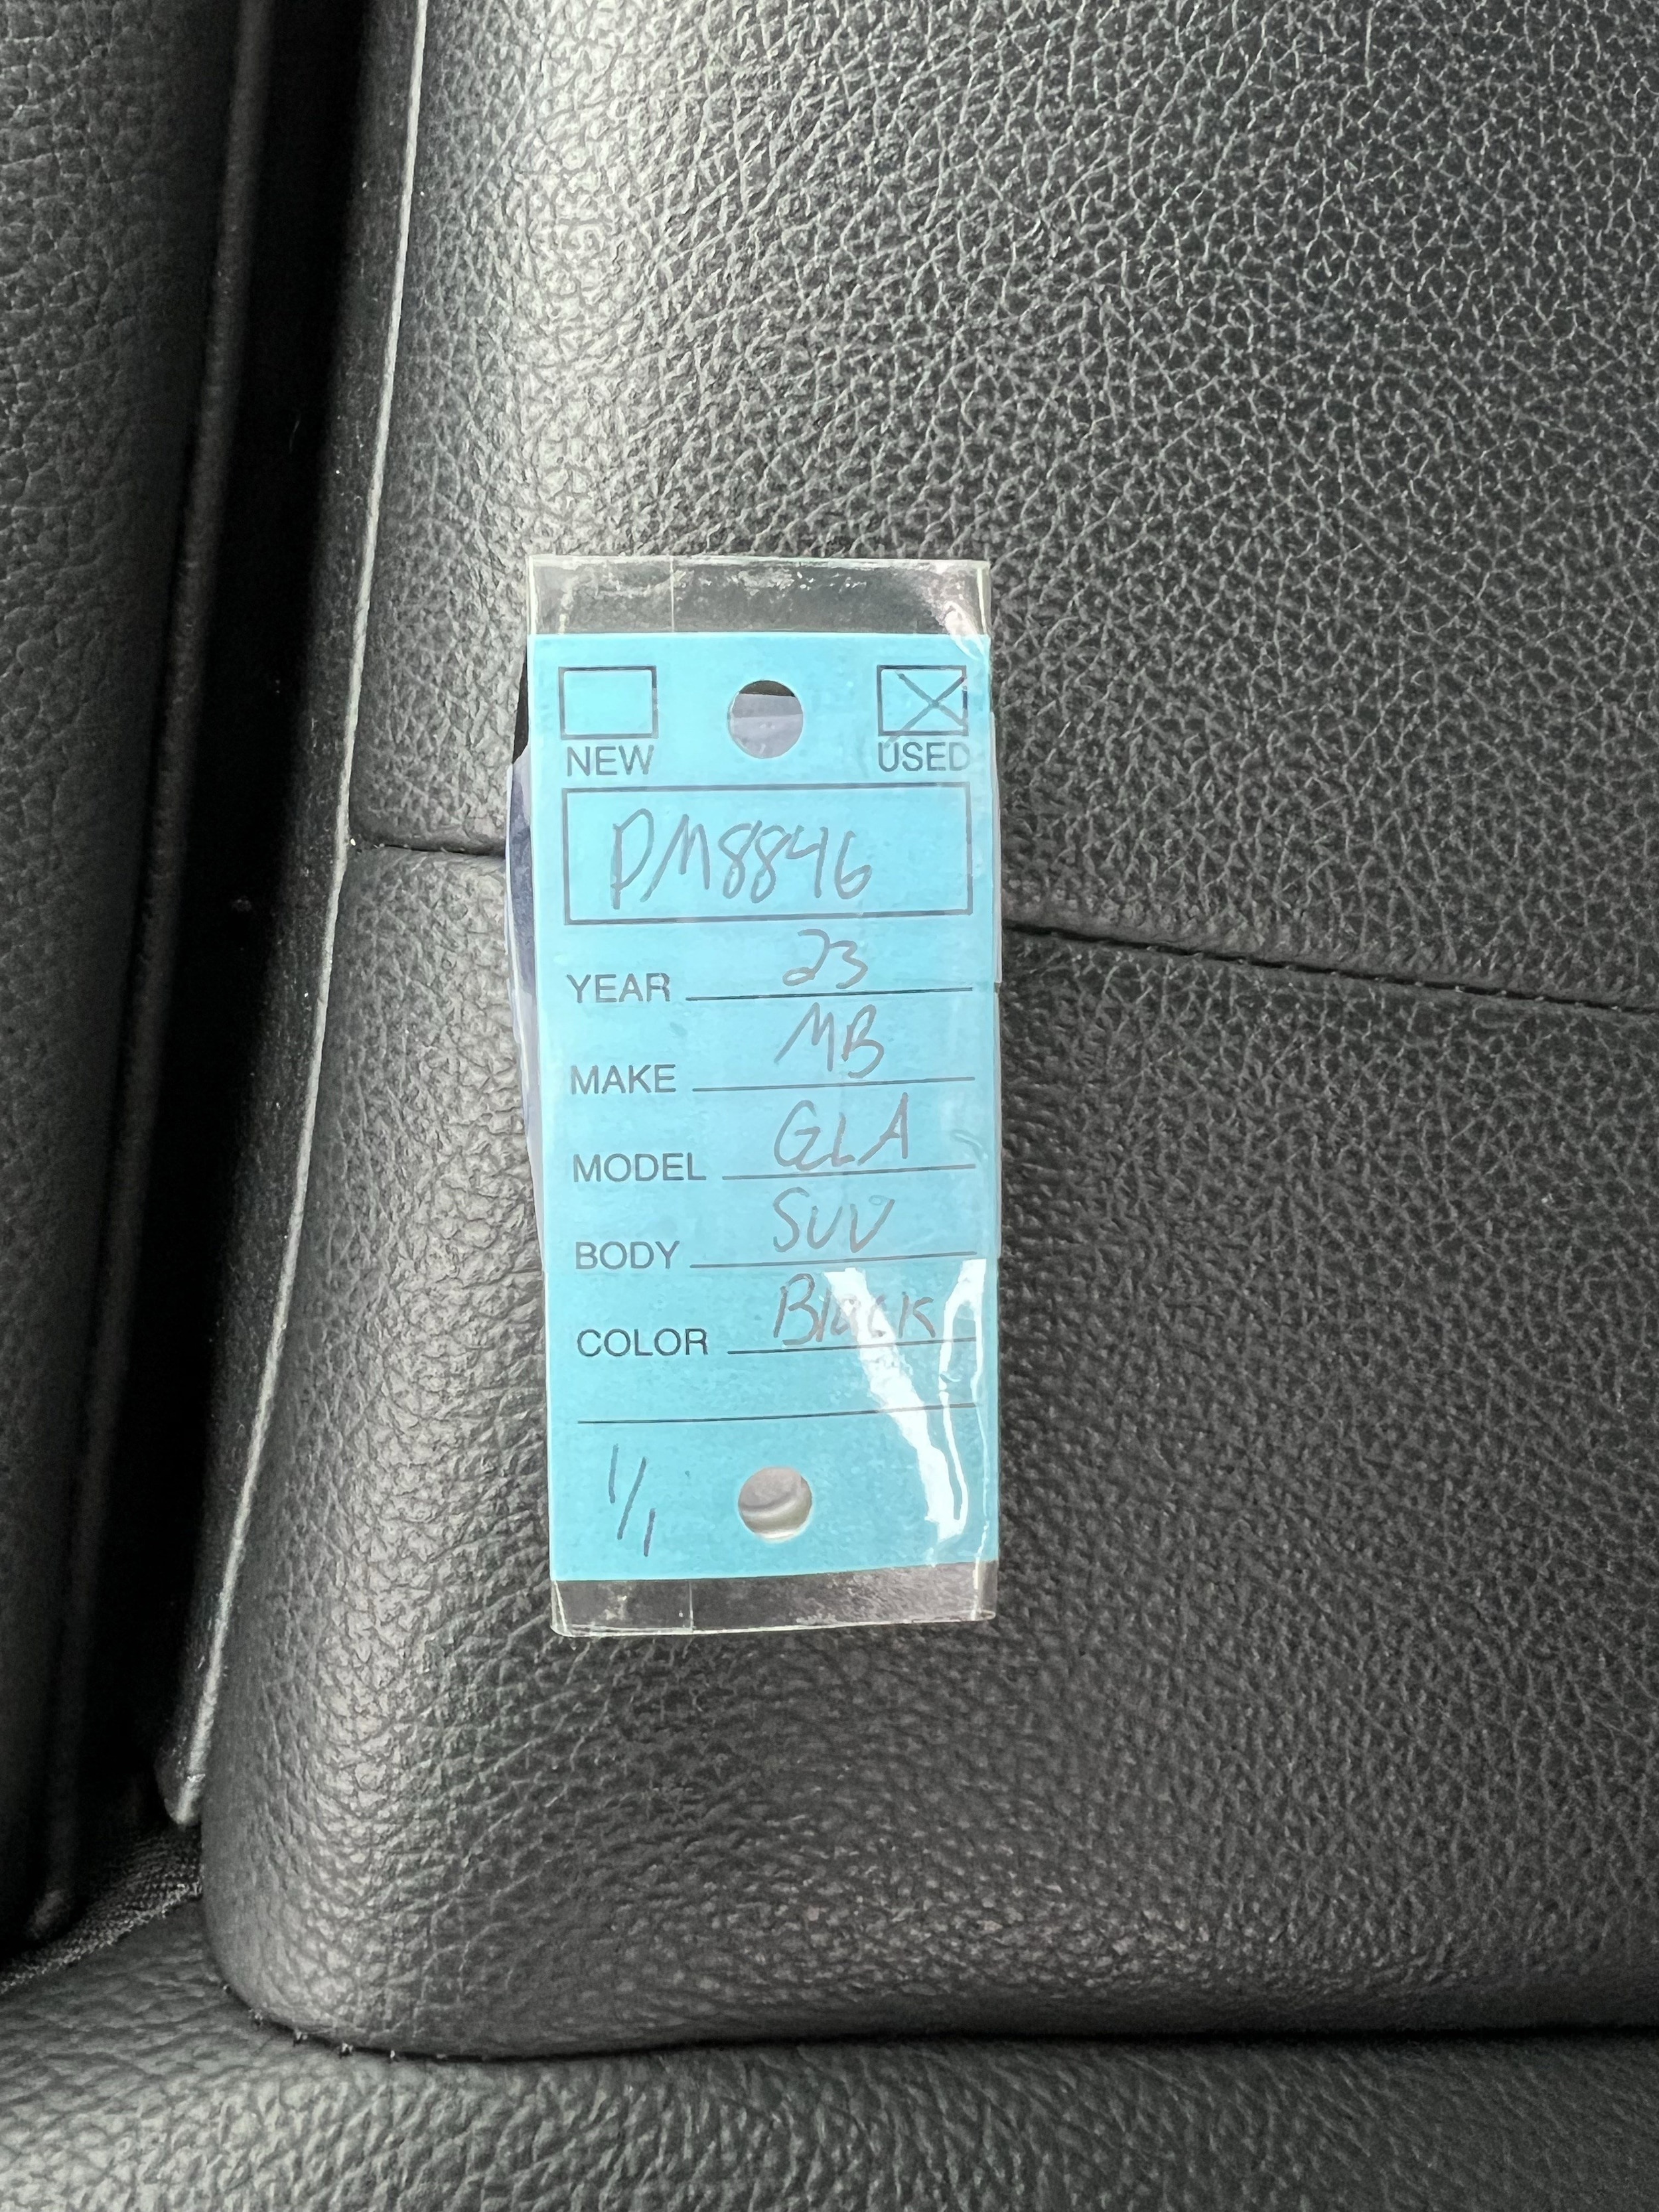 NEW USED
PM8846
YEAR 23
MAKE MB
MODEL GLA
BODY SUV
COLOR Black
1/1